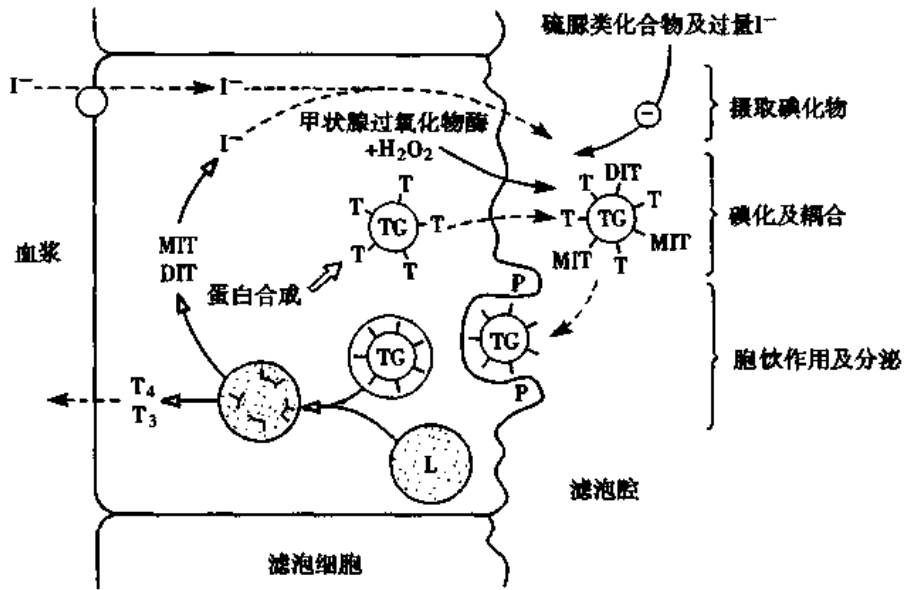 硫脲类化合物及过量I⁻
I⁻
I⁻
摄取碘化物
甲状腺过氧化物酶
+H₂O₂
I⁻
DIT
T
T
T
TG
T
T
T
T
TG
MIT
MIT
T
碘化及耦合
血浆
MIT
DIT
蛋白合成
P
TG
TG
胞饮作用及分泌
P
T₄
T₃
L
滤泡腔
滤泡细胞